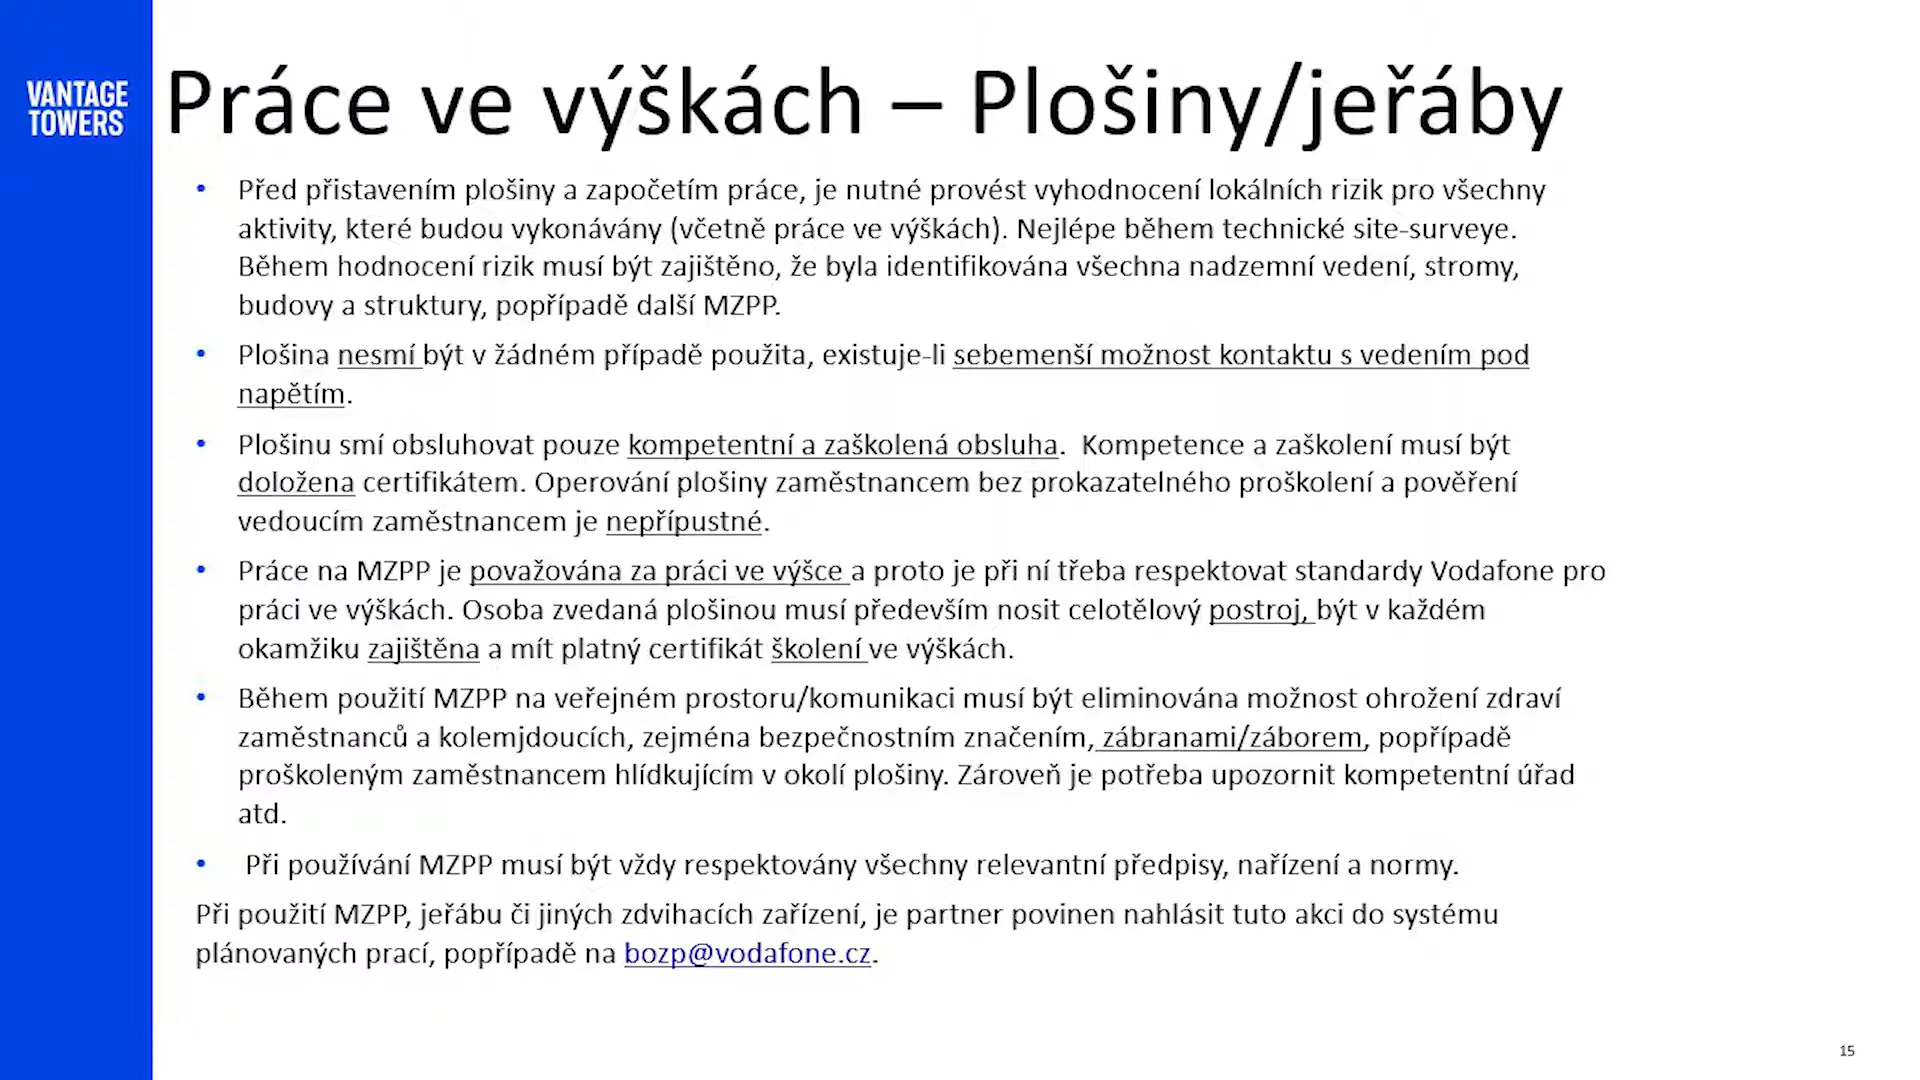 VANTAGE
TOWERS
Práce ve výškách – Plošiny/jeřáby
• Před přistavením plošiny a započetím práce, je nutné provést vyhodnocení lokálních rizik pro všechny
aktivity, které budou vykonávány (včetně práce ve výškách). Nejlépe během technické site-surveye.
Během hodnocení rizik musí být zajištěno, že byla identifikována všechna nadzemní vedení, stromy,
budovy a struktury, popřípadě další MZPP.
• Plošina nesmí být v žádném případě použita, existuje-li sebemenší možnost kontaktu s vedením pod
napětím.
• Plošinu smí obsluhovat pouze kompetentní a zaškolená obsluha.  Kompetence a zaškolení musí být
doložena certifikátem. Operování plošiny zaměstnancem bez prokazatelného proškolení a pověření
vedoucím zaměstnancem je nepřípustné.
• Práce na MZPP je považována za práci ve výšce a proto je při ní třeba respektovat standardy Vodafone pro
práci ve výškách. Osoba zvedaná plošinou musí především nosit celotělový postroj, být v každém
okamžiku zajištěna a mít platný certifikát školení ve výškách.
• Během použití MZPP na veřejném prostoru/komunikaci musí být eliminována možnost ohrožení zdraví
zaměstnanců a kolemjdoucích, zejména bezpečnostním značením, zábranami/záborem, popřípadě
proškoleným zaměstnancem hlídkujícím v okolí plošiny. Zároveň je potřeba upozornit kompetentní úřad
atd.
• Při používání MZPP musí být vždy respektovány všechny relevantní předpisy, nařízení a normy.
Při použití MZPP, jeřábu či jiných zdvihacích zařízení, je partner povinen nahlásit tuto akci do systému
plánovaných prací, popřípadě na bozp@vodafone.cz.
15